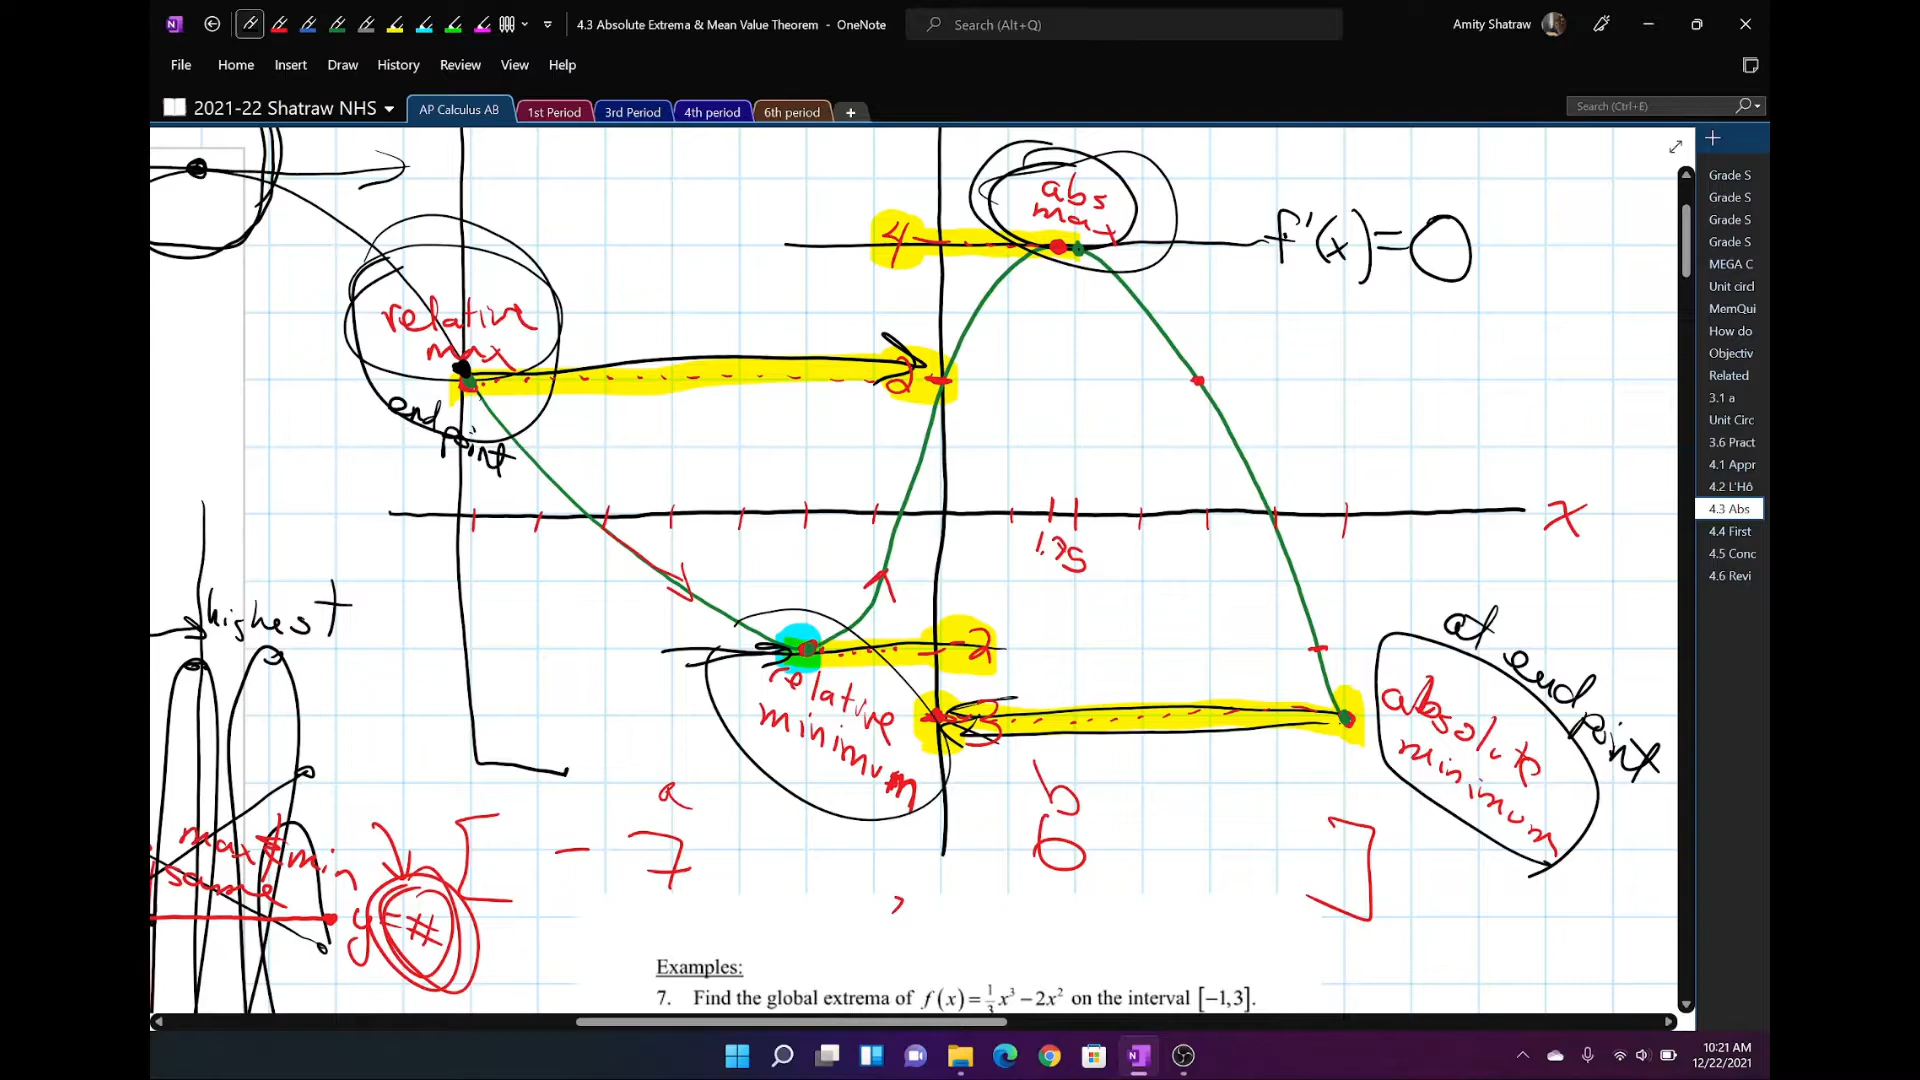 4.3 Absolute Extrema & Mean Value Theorem - OneNote
Search (Alt+Q)
Amity Shatraw
File Home Insert Draw History Review View Help
2021-22 Shatraw NHS
AP Calculus AB
1st Period
3rd Period
4th period
6th period
Search (Ctrl+E)
Grade S
Grade S
Grade S
Grade S
MEGA C
Unit circl
MemQui
How do
Objectiv
Related
3.1 a
Unit Circ
3.6 Pract
4.1 Appr
4.2 L'Hô
4.3 Abs
4.4 First
4.5 Conc
4.6 Revi
abs
max
4
f'(x)=0
relative
max
2
end
point
x
1.75
highest
-2
relative
minimum
-3
at endpoint
absolute
minimum
a
b
[-7, 6]
max & min
same
y=#
Examples:
7. Find the global extrema of f(x)=1/3x³−2x² on the interval [−1,3].
10:21 AM
12/22/2021